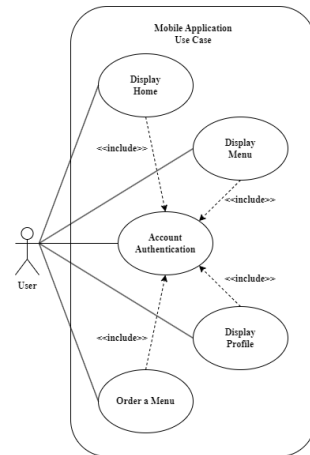 Mobile Application
Use Case
Display
Home
<<include>>
Display
Menu
<<include>>
Account
Authentication
User
<<include>>
Display
Profile
<<include>>
Order a Menu